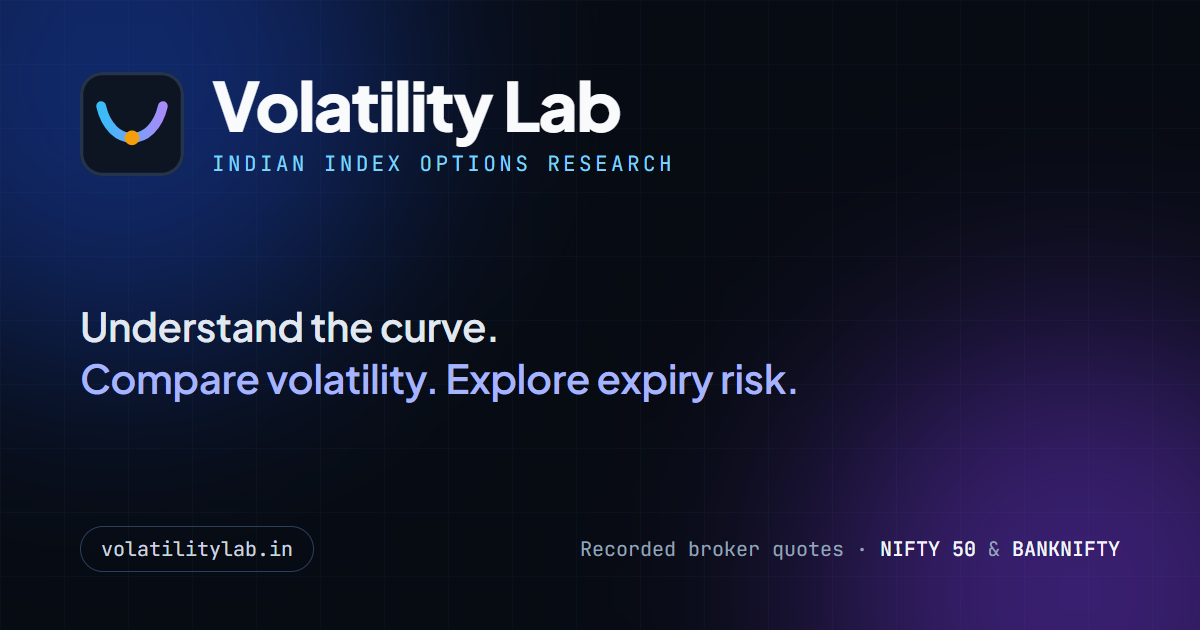 Volatility Lab
INDIAN INDEX OPTIONS RESEARCH
Understand the curve.
Compare volatility. Explore expiry risk.
volatilitylab.in
Recorded broker quotes · NIFTY 50 & BANKNIFTY